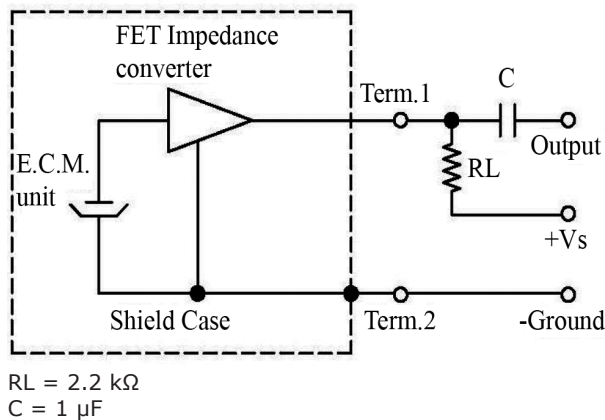 FET Impedance
converter
C
Term.1
Output
RL
E.C.M.
unit
+Vs
Shield Case
Term.2
-Ground
RL = 2.2 kΩ
C = 1 µF